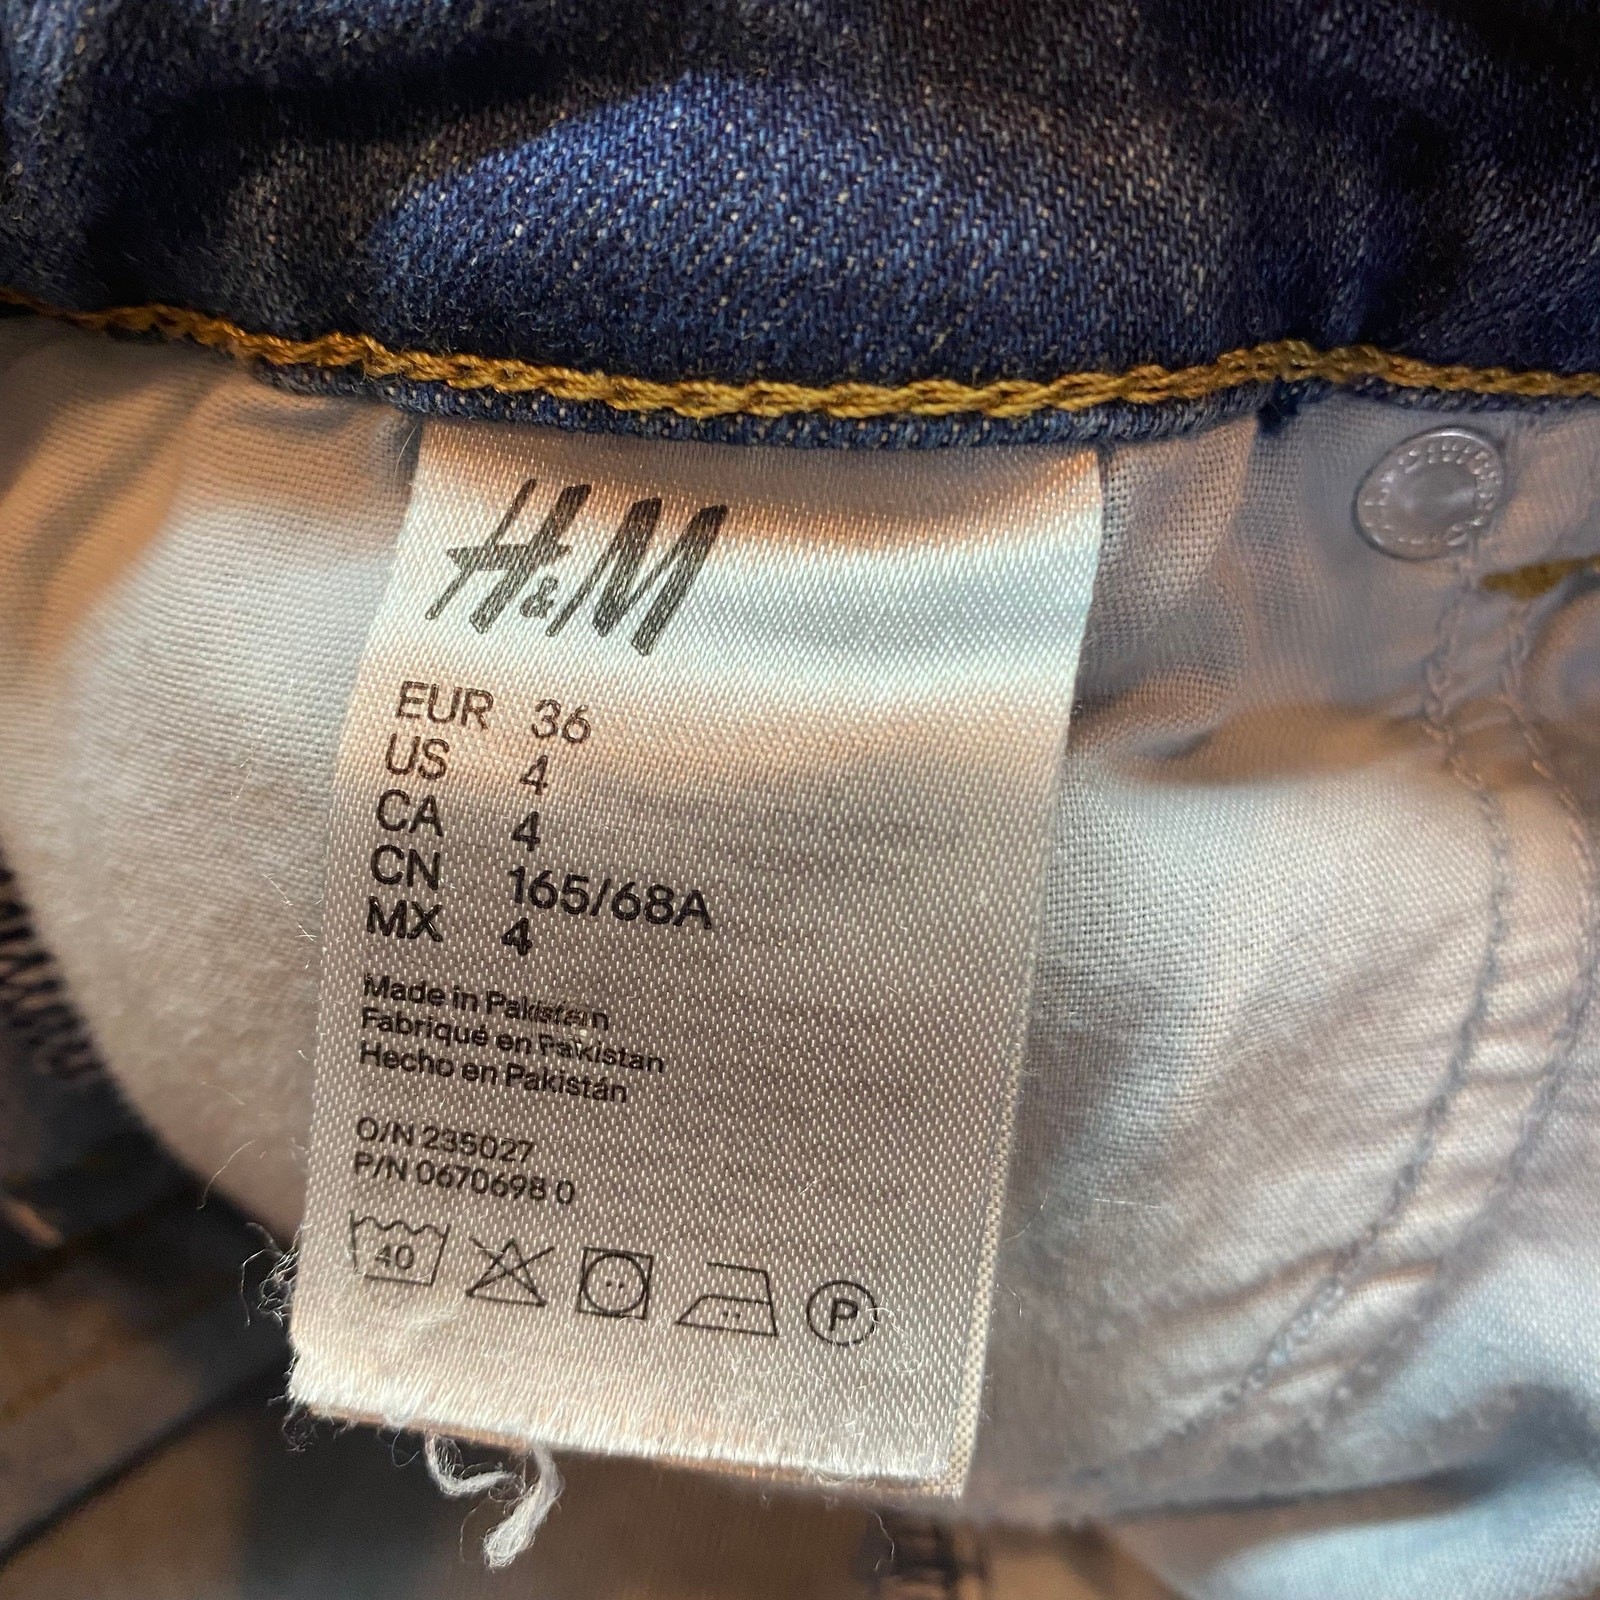 H&M
EUR 36
US 4
CA 4
CN 165/68A
MX 4
Made in Pakistan
Fabriqué en Pakistan
Hecho en Pakistán
O/N 235027
P/N 0670698 0
40
P